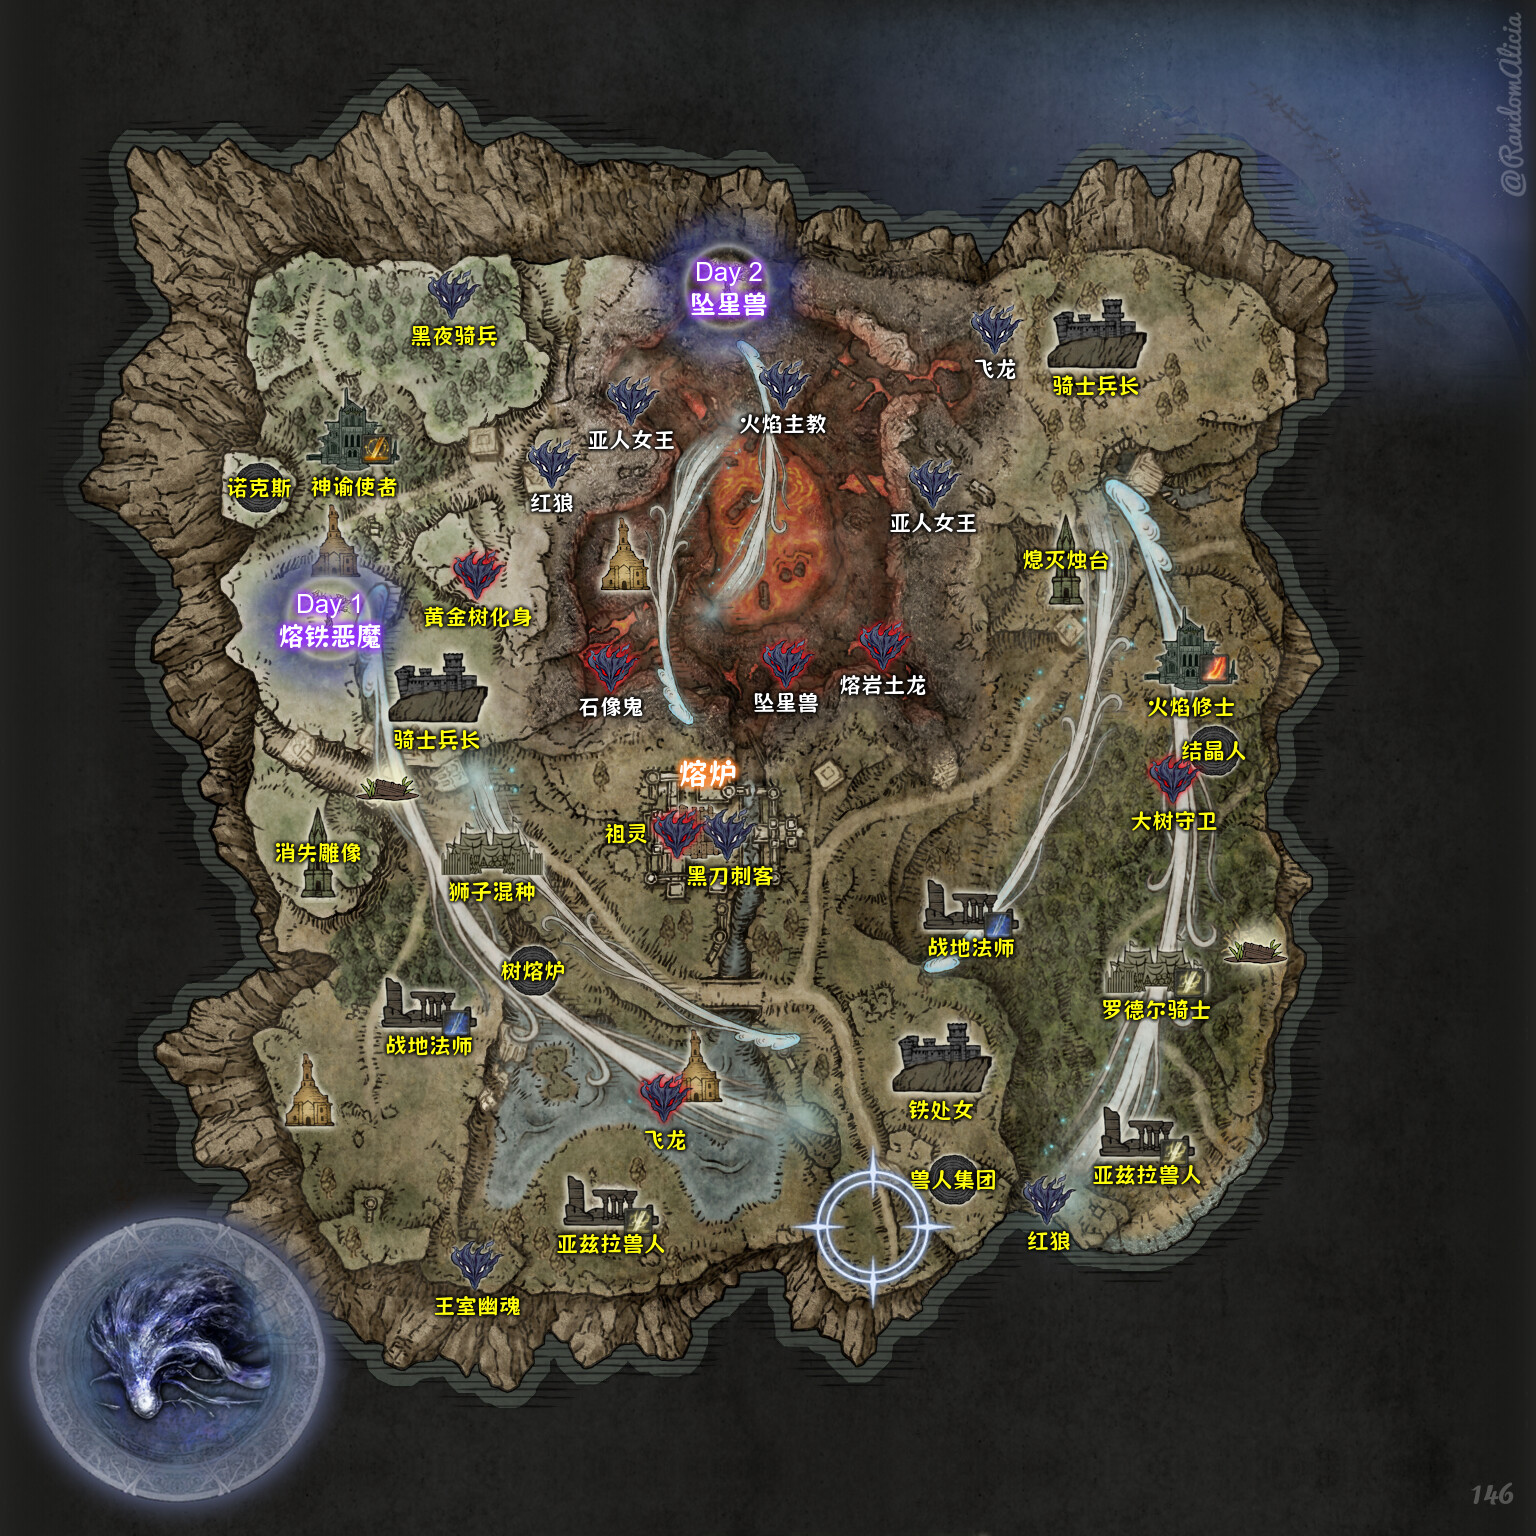 @RandomAlicia
Day 2
坠星兽
黑夜骑兵
飞龙
骑士兵长
火焰主教
亚人女王
诺克斯
神谕使者
红狼
亚人女王
熄灭烛台
Day 1
熔铁恶魔
黄金树化身
石像鬼
坠星兽
熔岩土龙
火焰修士
骑士兵长
结晶人
熔炉
大树守卫
祖灵
消失雕像
黑刀刺客
狮子混种
战地法师
树熔炉
罗德尔骑士
战地法师
铁处女
飞龙
兽人集团
亚兹拉兽人
亚兹拉兽人
红狼
王室幽魂
146